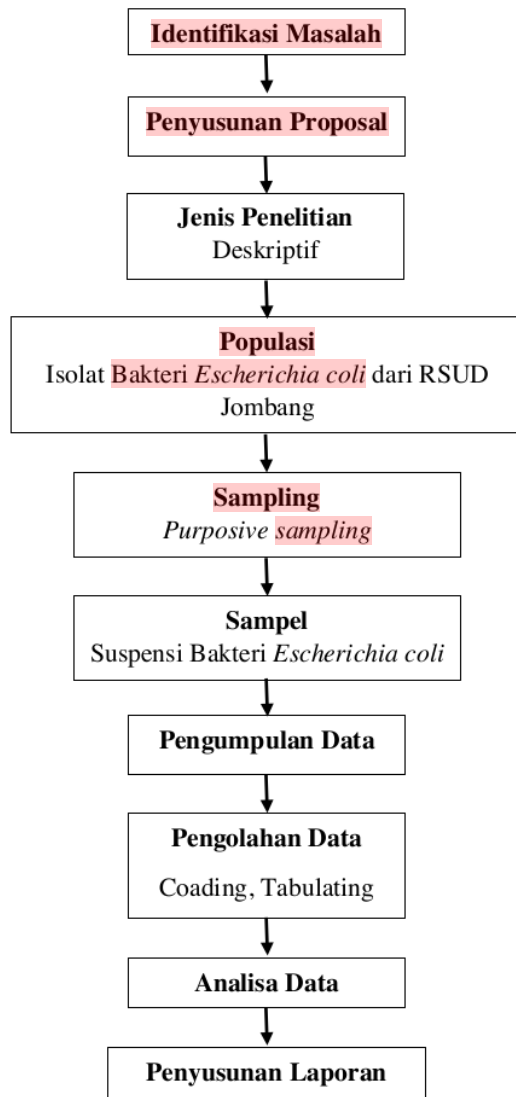 Identifikasi Masalah
Penyusunan Proposal
Jenis Penelitian
Deskriptif
Populasi
Isolat Bakteri Escherichia coli dari RSUD
Jombang
Sampling
Purposive sampling
Sampel
Suspensi Bakteri Escherichia coli
Pengumpulan Data
Pengolahan Data
Coading, Tabulating
Analisa Data
Penyusunan Laporan